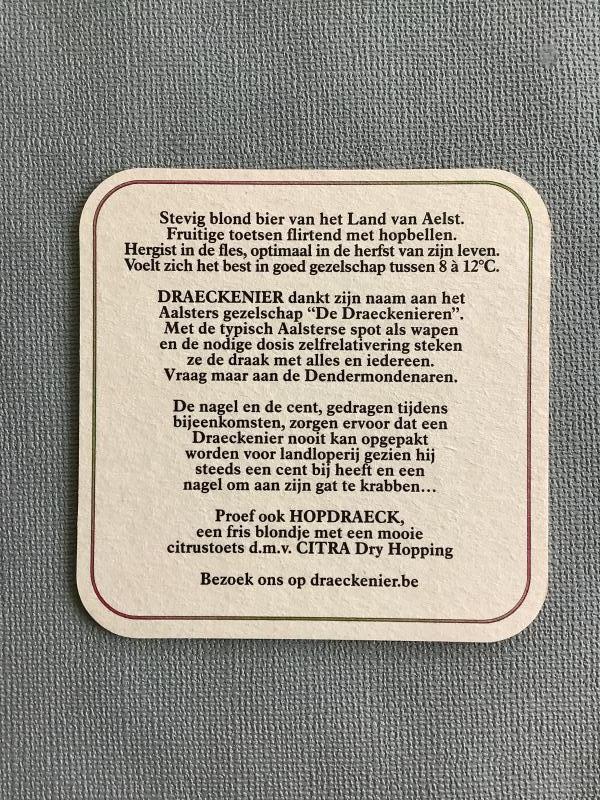 Stevig blond bier van het Land van Aelst.
Fruitige toetsen flirtend met hopbellen.
Hergist in de fles, optimaal in de herfst van zijn leven.
Voelt zich het best in goed gezelschap tussen 8 à 12°C.
DRAECKENIER dankt zijn naam aan het
Aalsters gezelschap “De Draeckenieren”.
Met de typisch Aalsterse spot als wapen
en de nodige dosis zelfrelativering steken
ze de draak met alles en iedereen.
Vraag maar aan de Dendermondenaren.
De nagel en de cent, gedragen tijdens
bijeenkomsten, zorgen ervoor dat een
Draeckenier nooit kan opgepakt
worden voor landloperij gezien hij
steeds een cent bij heeft en een
nagel om aan zijn gat te krabben…
Proef ook HOPDRAECK,
een fris blondje met een mooie
citrustoets d.m.v. CITRA Dry Hopping
Bezoek ons op draeckenier.be